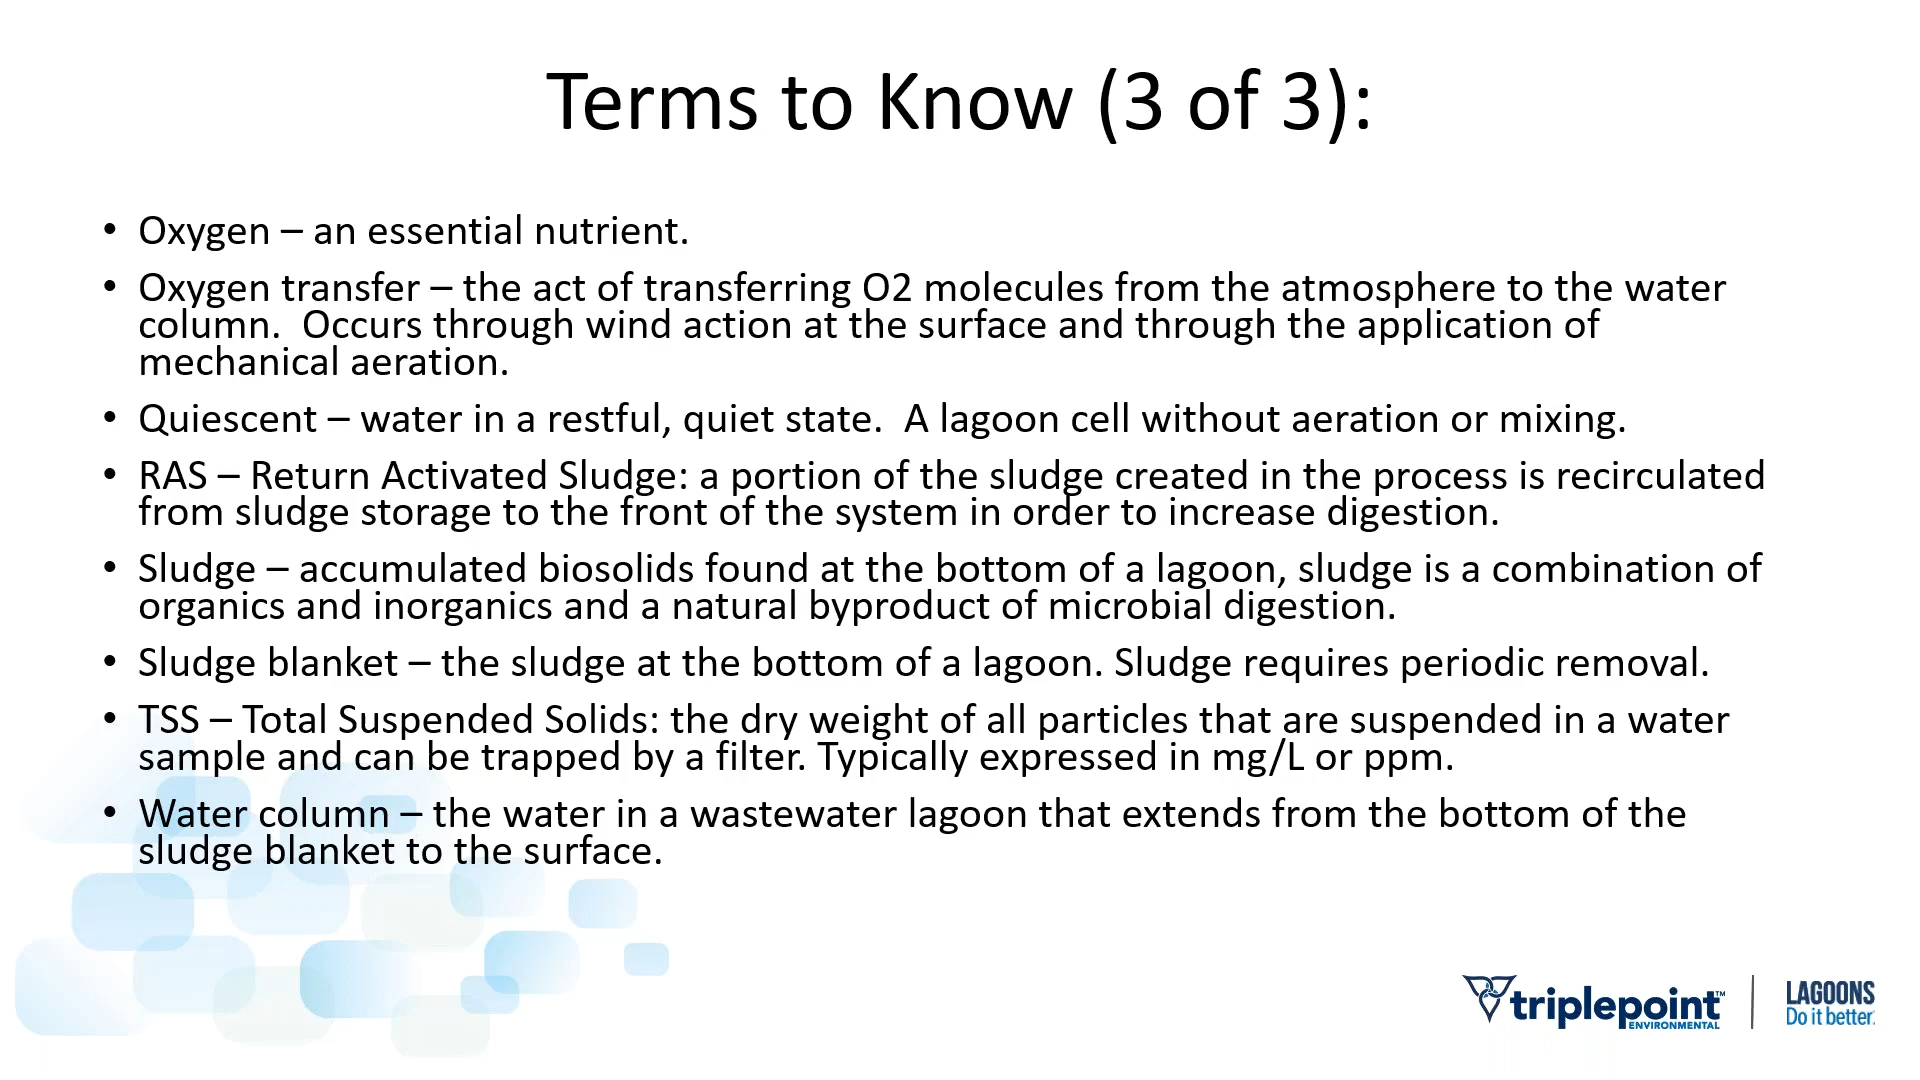 Terms to Know (3 of 3):
• Oxygen – an essential nutrient.
• Oxygen transfer – the act of transferring O2 molecules from the atmosphere to the water
column.  Occurs through wind action at the surface and through the application of
mechanical aeration.
• Quiescent – water in a restful, quiet state.  A lagoon cell without aeration or mixing.
• RAS – Return Activated Sludge: a portion of the sludge created in the process is recirculated
from sludge storage to the front of the system in order to increase digestion.
• Sludge – accumulated biosolids found at the bottom of a lagoon, sludge is a combination of
organics and inorganics and a natural byproduct of microbial digestion.
• Sludge blanket – the sludge at the bottom of a lagoon. Sludge requires periodic removal.
• TSS – Total Suspended Solids: the dry weight of all particles that are suspended in a water
sample and can be trapped by a filter. Typically expressed in mg/L or ppm.
• Water column – the water in a wastewater lagoon that extends from the bottom of the
sludge blanket to the surface.
triplepoint™
ENVIRONMENTAL
LAGOONS
Do it better.